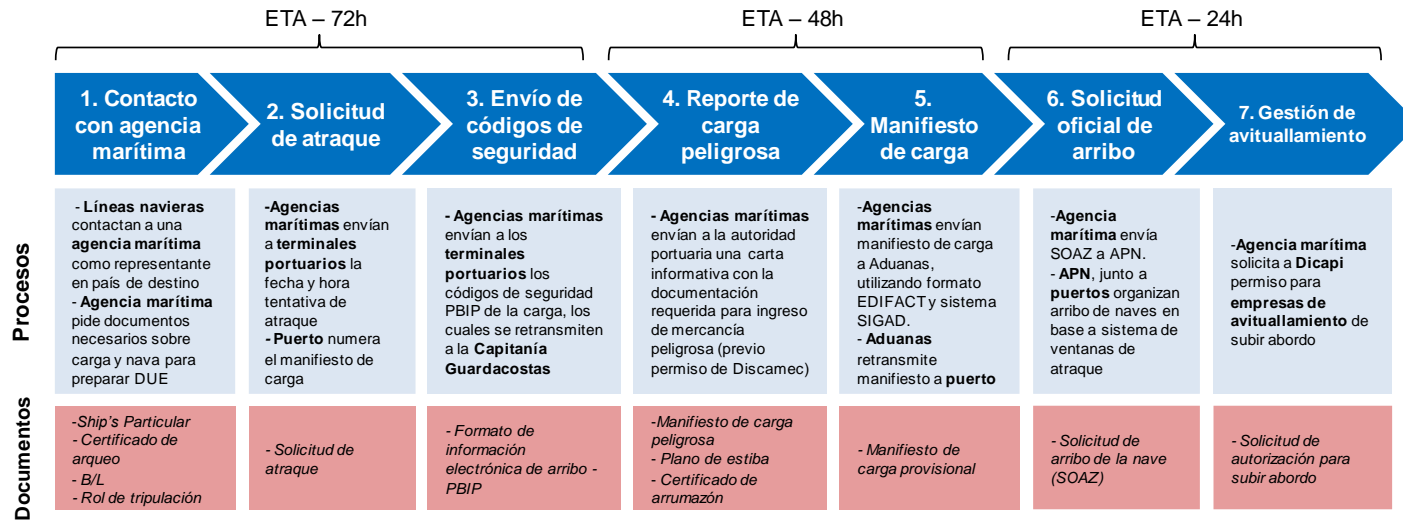 ETA – 72h
ETA – 48h
ETA – 24h
1. Contacto
con agencia
marítima
2. Solicitud
de atraque
3. Envío de
códigos de
seguridad
4. Reporte de
carga
peligrosa
5.
Manifiesto
de carga
6. Solicitud
oficial de
arribo
7. Gestión de
avituallamiento
Procesos
- Líneas navieras
contactan a una
agencia marítima
como representante
en país de destino
- Agencia marítima
pide documentos
necesarios sobre
carga y nava para
preparar DUE
-Agencias
marítimas envían
a terminales
portuarios la
fecha y hora
tentativa de
atraque
- Puerto numera
el manifiesto de
carga
- Agencias marítimas
envían a los
terminales
portuarios los
códigos de seguridad
PBIP de la carga, los
cuales se retransmiten
a la Capitanía
Guardacostas
- Agencias marítimas
envían a la autoridad
portuaria una carta
informativa con la
documentación
requerida para ingreso
de mercancía
peligrosa (previo
permiso de Discamec)
-Agencias
marítimas envían
manifiesto de carga
a Aduanas,
utilizando formato
EDIFACT y sistema
SIGAD.
- Aduanas
retransmite
manifiesto a puerto
-Agencia
marítima envía
SOAZ a APN.
- APN, junto a
puertos organizan
arribo de naves en
base a sistema de
ventanas de
atraque
-Agencia marítima
solicita a Dicapi
permiso para
empresas de
avituallamiento de
subir abordo
Documentos
-Ship's Particular
- Certificado de
arqueo
- B/L
- Rol de tripulación
- Solicitud de
atraque
- Formato de
información
electrónica de arribo -
PBIP
-Manifiesto de carga
peligrosa
- Plano de estiba
- Certificado de
arrumazón
- Manifiesto de
carga provisional
- Solicitud de
arribo de la nave
(SOAZ)
- Solicitud de
autorización para
subir abordo